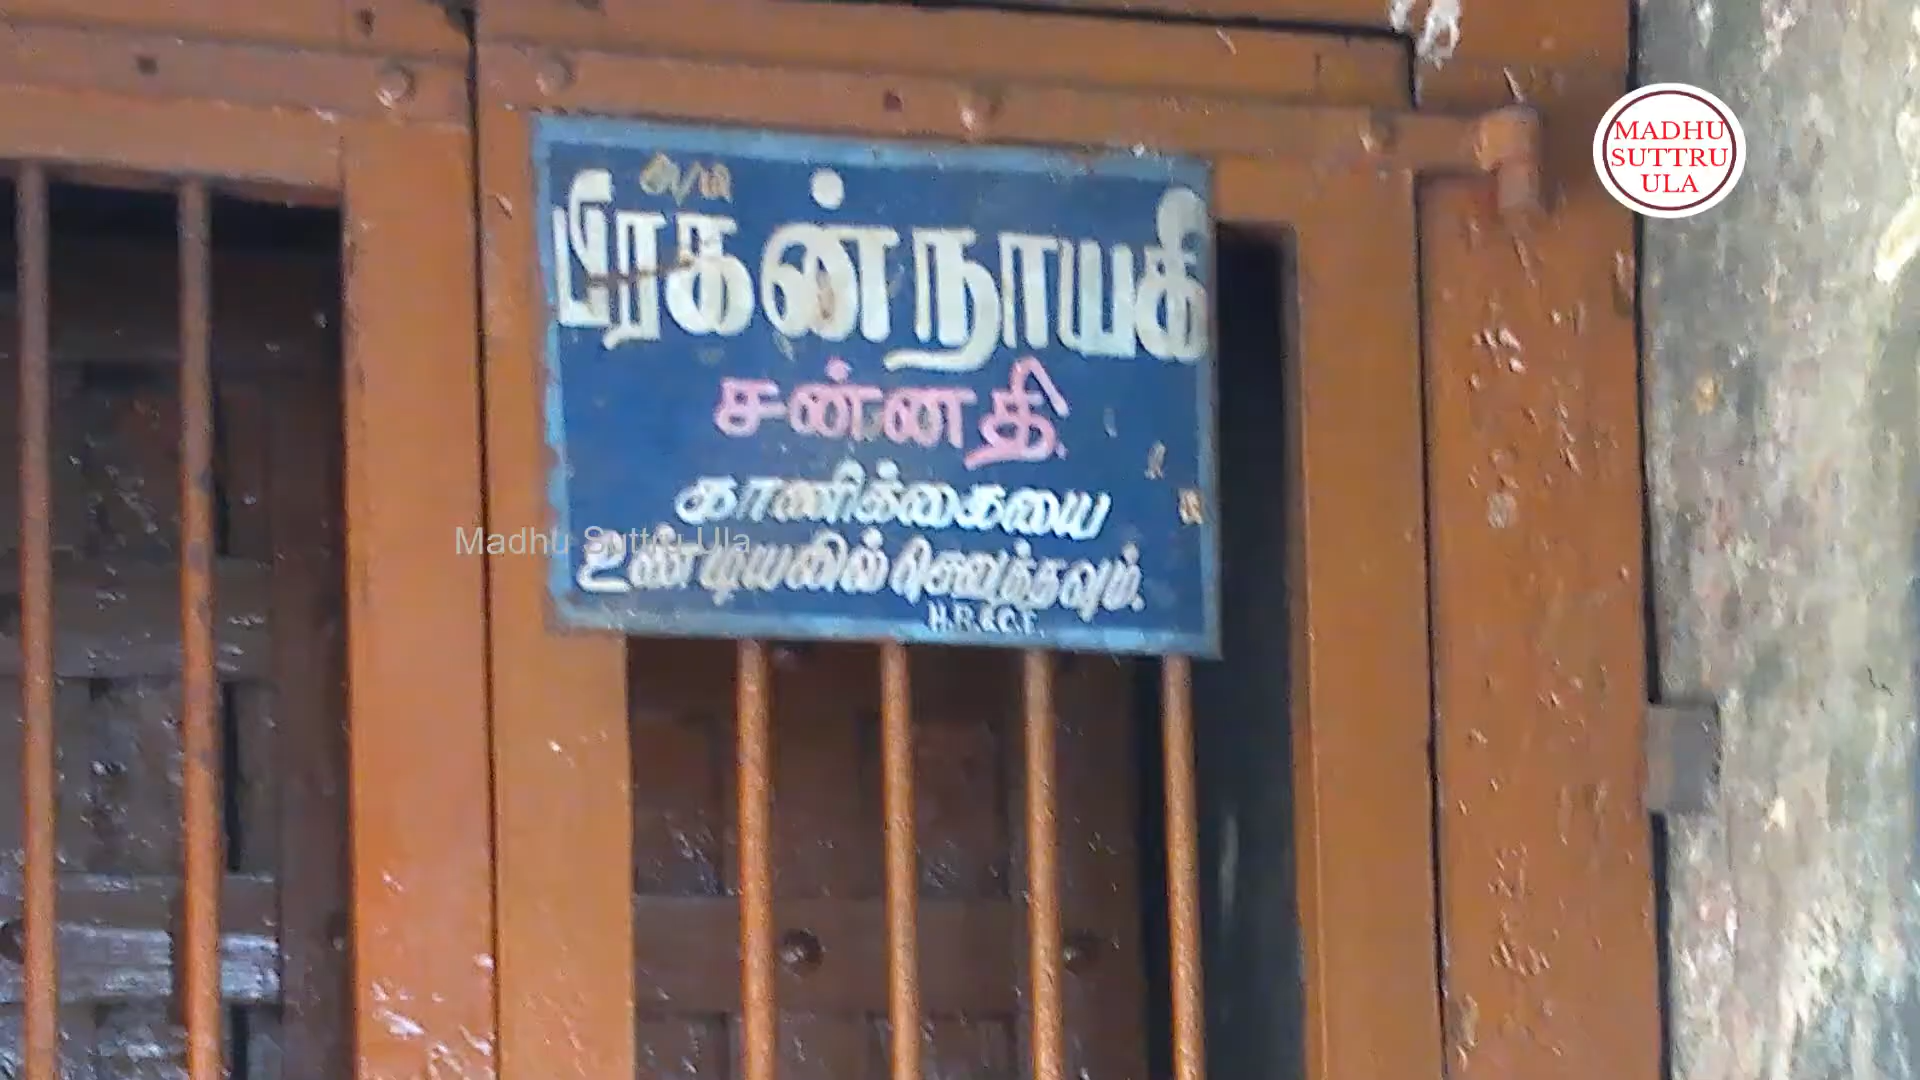 அ/மி
பிரகன்நாயகி
சன்னதி
காணிக்கையை
உண்டியலில் செலுத்தவும்.
H.R.&C.E.
Madhu Suttru Ula
MADHU
SUTTRU
ULA